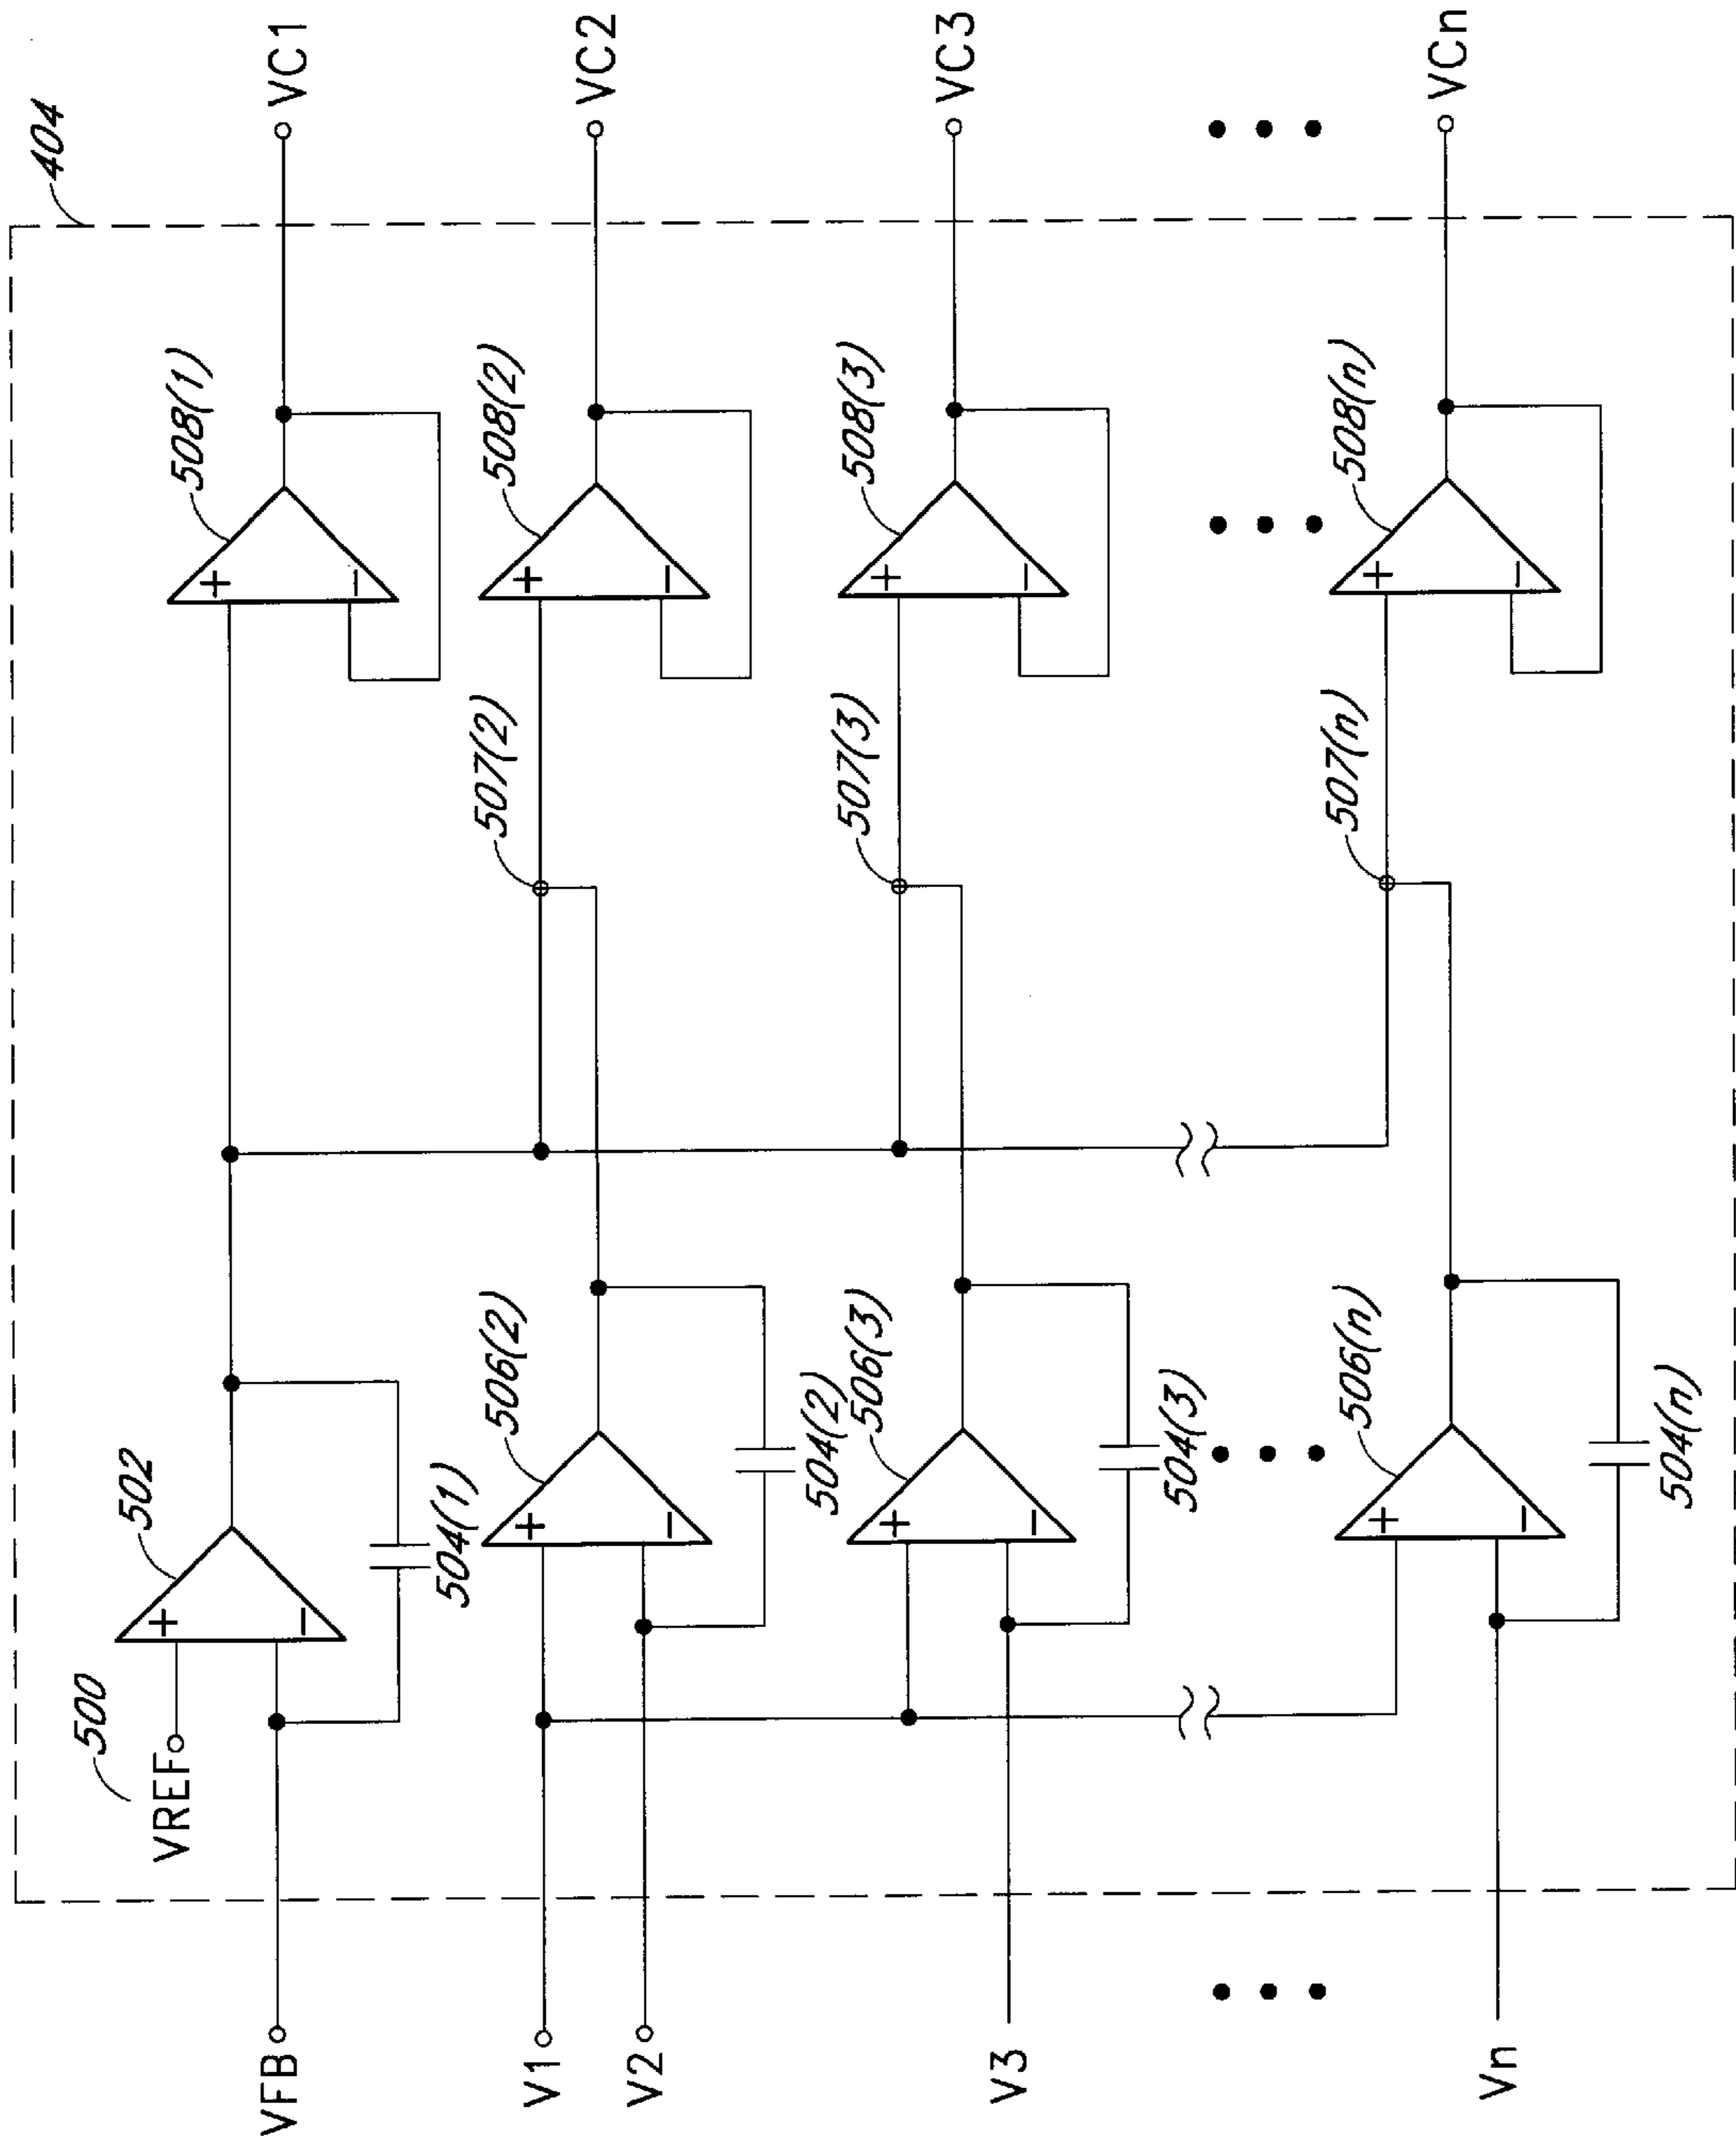 404
500
VREF
502
504(1)
508(1)
VC1
VFB
V1
V2
506(2)
504(2)
507(2)
508(2)
VC2
V3
506(3)
504(3)
507(3)
508(3)
VC3
Vn
506(n)
504(n)
507(n)
508(n)
VCn
+
−
+
−
+
−
+
−
+
−
+
−
+
−
+
−